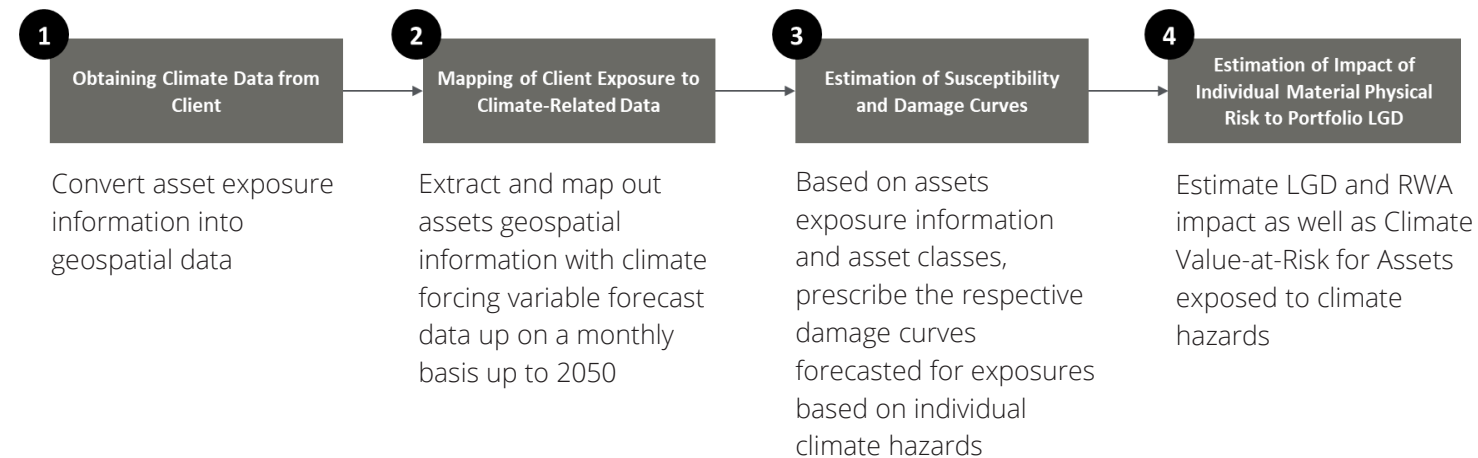 1
Obtaining Climate Data from
Client
Convert asset exposure
information into
geospatial data
2
Mapping of Client Exposure to
Climate-Related Data
Extract and map out
assets geospatial
information with climate
forcing variable forecast
data up on a monthly
basis up to 2050
3
Estimation of Susceptibility
and Damage Curves
Based on assets
exposure information
and asset classes,
prescribe the respective
damage curves
forecasted for exposures
based on individual
climate hazards
4
Estimation of Impact of
Individual Material Physical
Risk to Portfolio LGD
Estimate LGD and RWA
impact as well as Climate
Value-at-Risk for Assets
exposed to climate
hazards